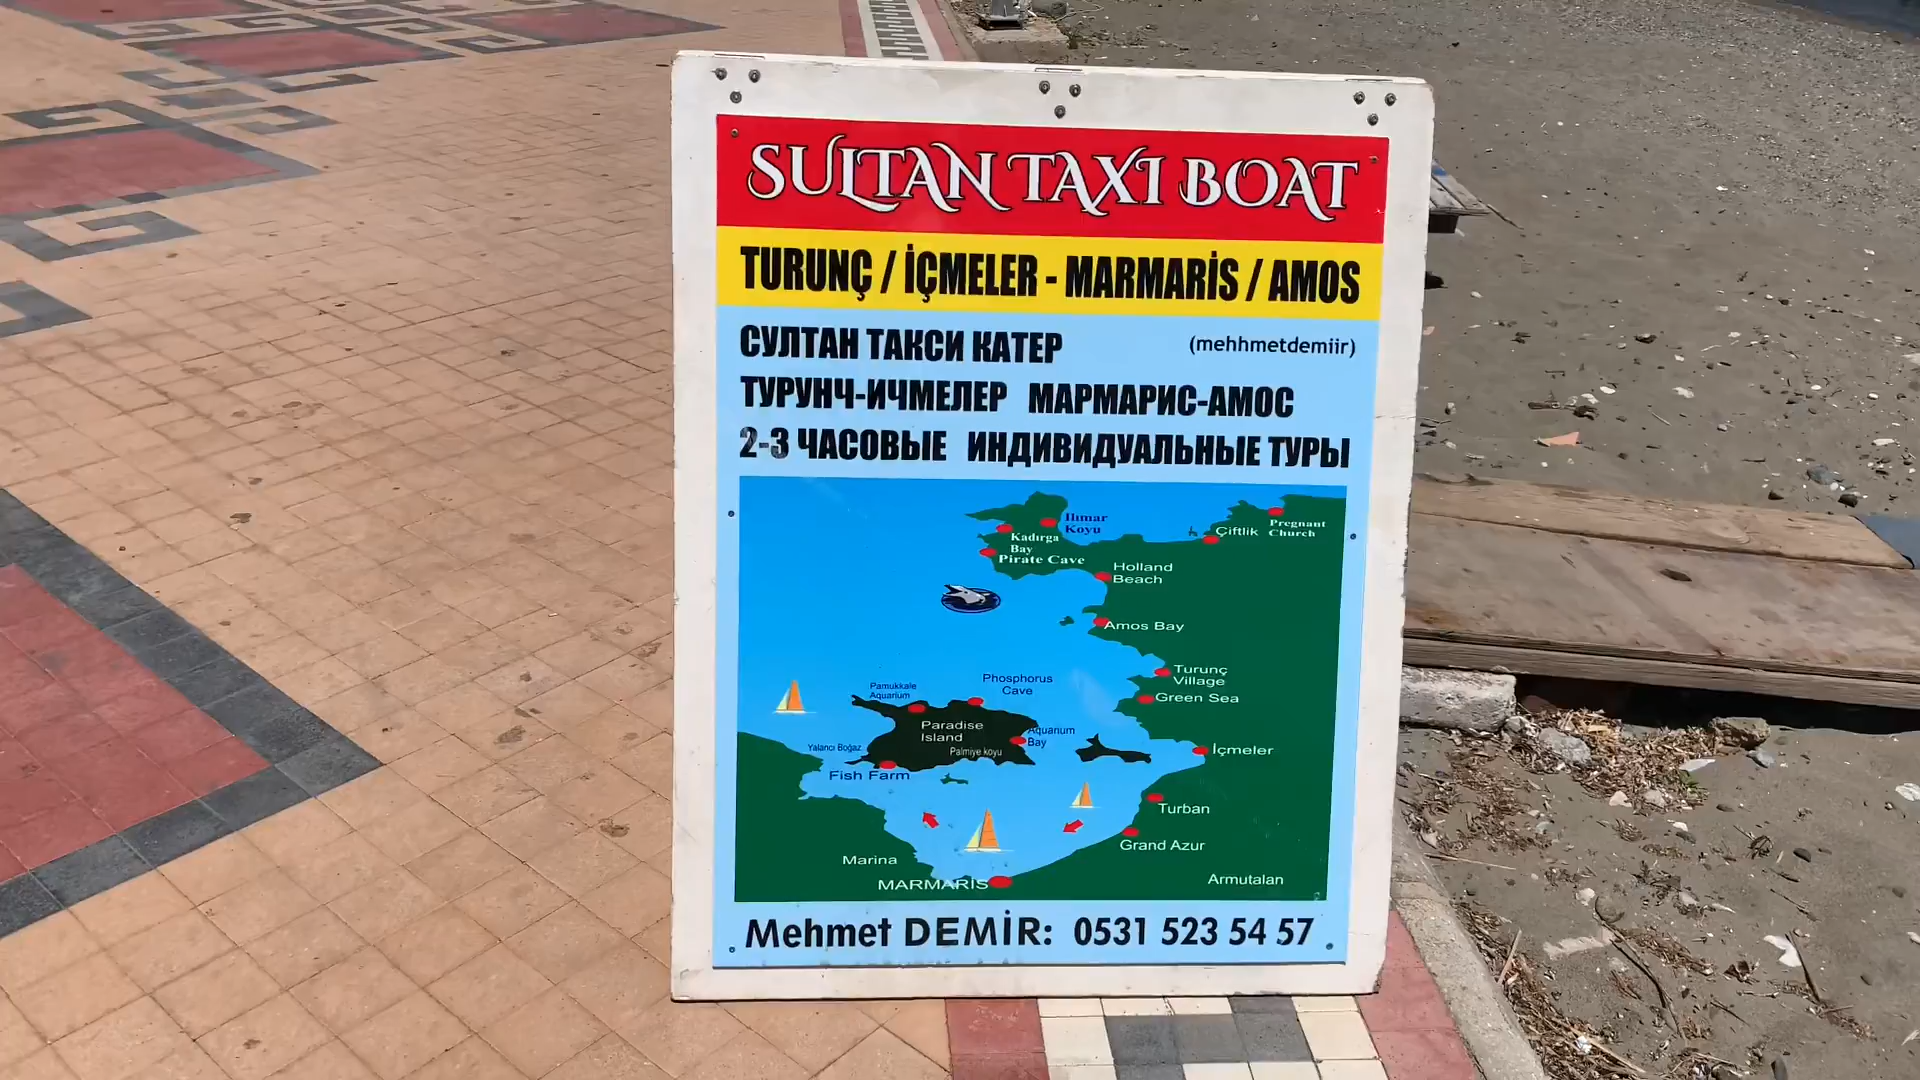 SULTAN TAXI BOAT
TURUNÇ / İÇMELER - MARMARİS / AMOS
СУЛТАН ТАКСИ КАТЕР (mehhmetdemiir)
ТУРУНЧ-ИЧМЕЛЕР МАРМАРИС-АМОС
2-3 ЧАСОВЫЕ ИНДИВИДУАЛЬНЫЕ ТУРЫ
Ilımar
Koyu
Kadırga
Bay
Pirate Cave
Çiftlik
Pregnant
Church
Holland
Beach
Amos Bay
Turunç
Village
Green Sea
Pamukkale
Aquarium
Phosphorus
Cave
Paradise
Island
Palmiye koyu
Aquanum
Bay
Yalancı Boğaz
Fish Farm
İçmeler
Turban
Grand Azur
Marina
MARMARİS
Armutalan
Mehmet DEMİR: 0531 523 54 57